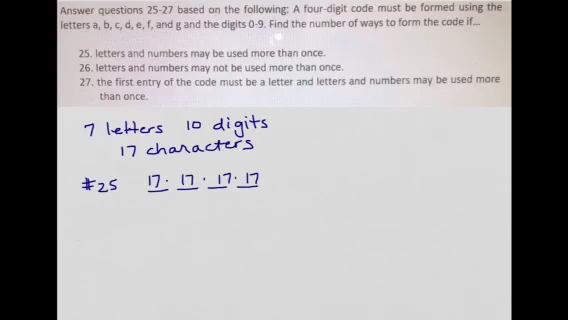 Answer questions 25-27 based on the following: A four-digit code must be formed using the
letters a, b, c, d, e, f, and g and the digits 0-9. Find the number of ways to form the code if...
25. letters and numbers may be used more than once.
26. letters and numbers may not be used more than once.
27. the first entry of the code must be a letter and letters and numbers may be used more
than once.
7 letters 10 digits
17 characters
#25 17 · 17 · 17 · 17